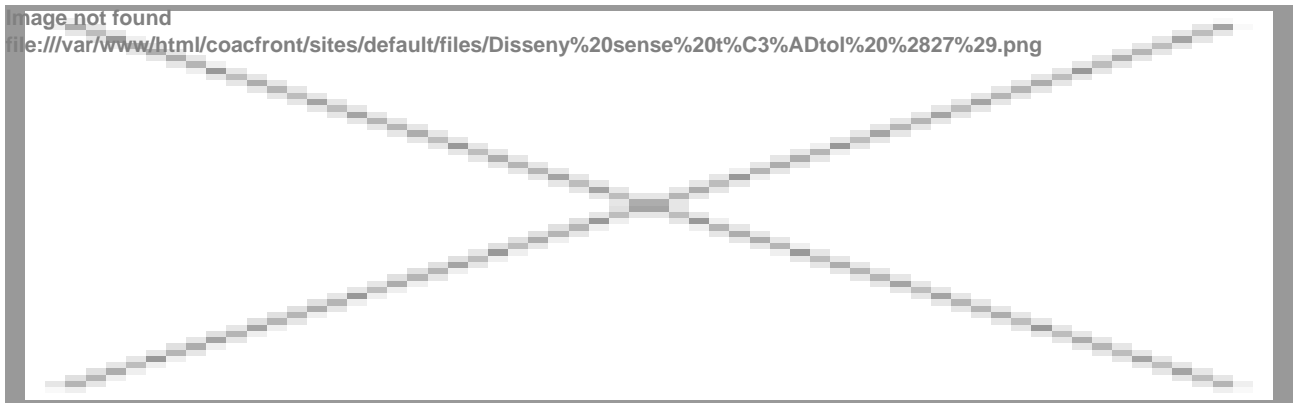 Image not found
file:///var/www/html/coacfront/sites/default/files/Disseny%20sense%20t%C3%ADtol%20%2827%29.png